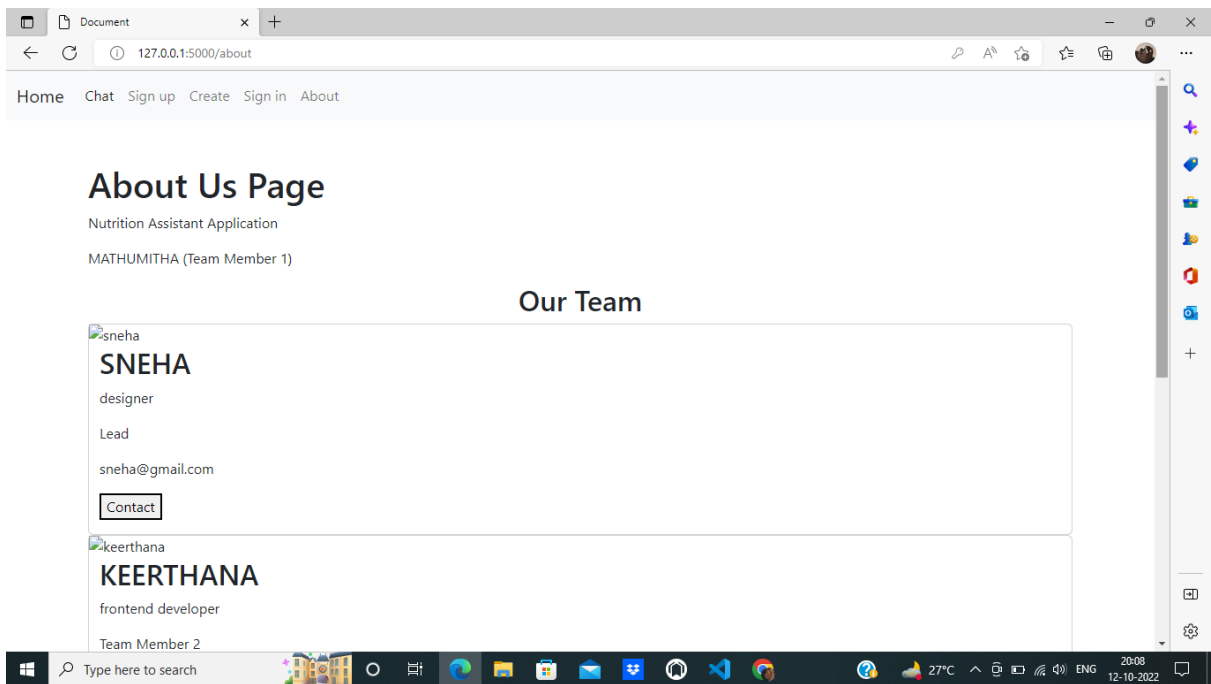 Document
127.0.0.1:5000/about
Home Chat Sign up Create Sign in About
About Us Page
Nutrition Assistant Application
MATHUMITHA (Team Member 1)
Our Team
sneha
SNEHA
designer
Lead
sneha@gmail.com
Contact
keerthana
KEERTHANA
frontend developer
Team Member 2
Type here to search
27°C ENG 20:08
12-10-2022